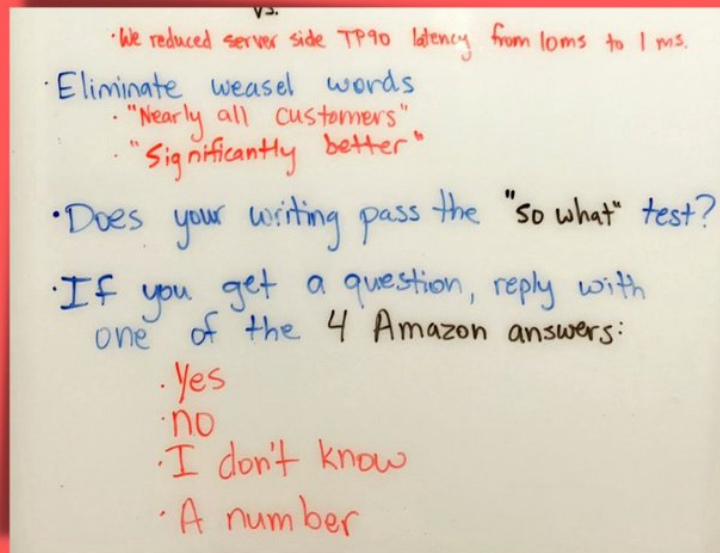 vs.
· We reduced server side TP90 latency from 10ms to 1 ms.
· Eliminate weasel words
· "Nearly all customers"
· "Significantly better"
· Does your writing pass the "so what" test?
· If you get a question, reply with
one of the 4 Amazon answers:
· Yes
· no
· I don't know
· A number